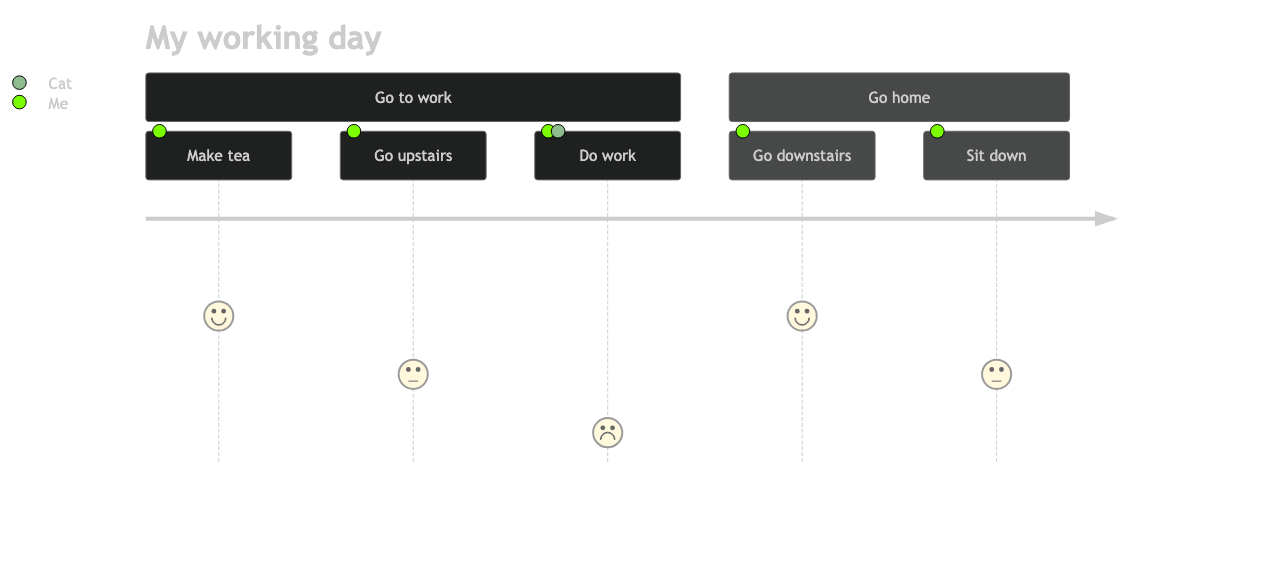 My working day
Cat
Me
Go to work
Go home
Make tea
Go upstairs
Do work
Go downstairs
Sit down